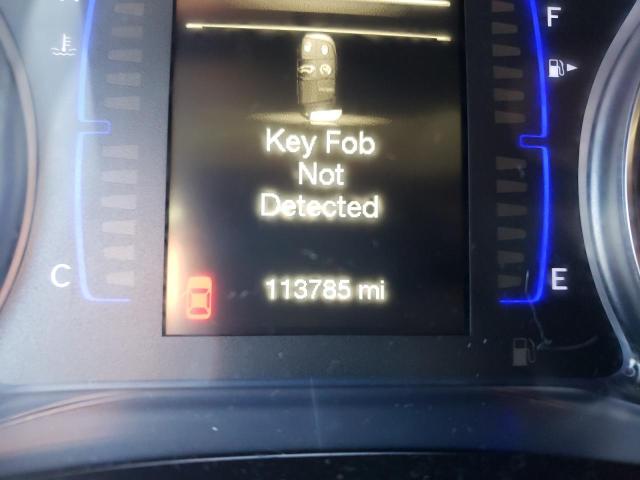 F
Key Fob
Not
Detected
C
E
113785 mi